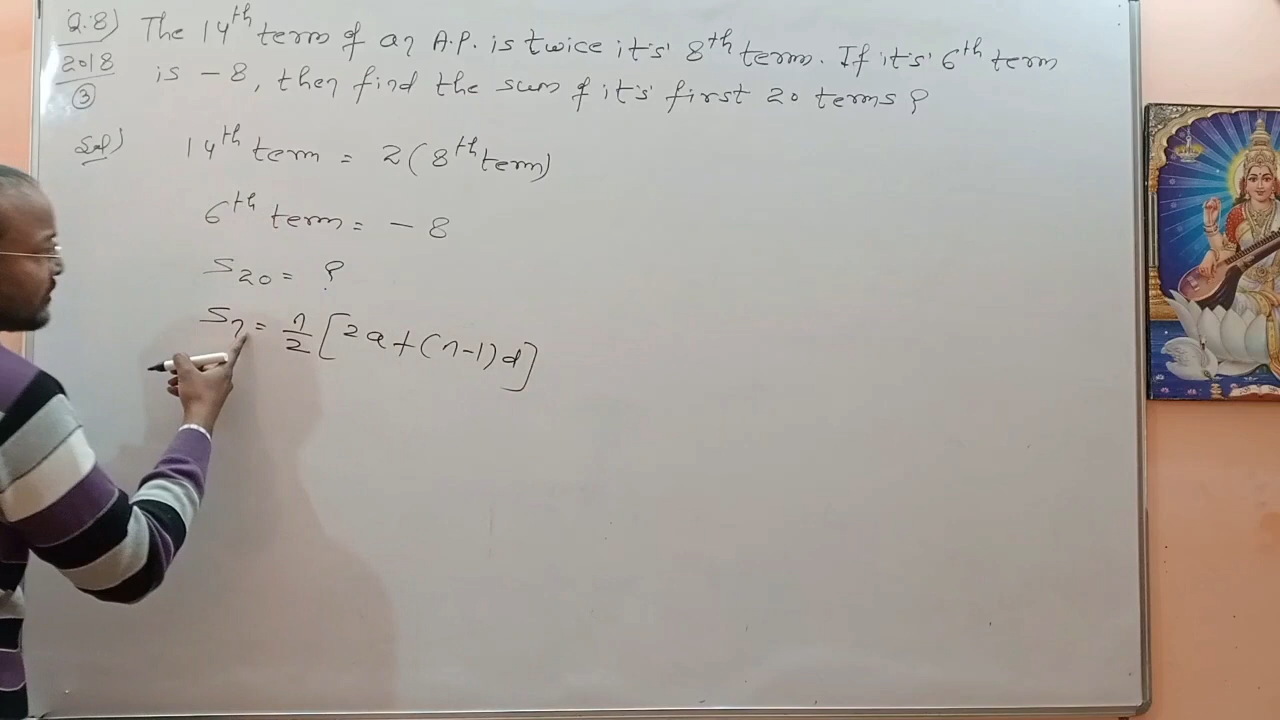 Q.8) The 14th term of an A.P. is twice it's 8th term. If it's 6th term
2018 is -8, then find the sum of it's first 20 terms?
3
Sol) 14th term = 2(8th term)
6th term = -8
S20 = ?
Sn = n/2 [2a+(n-1)d]